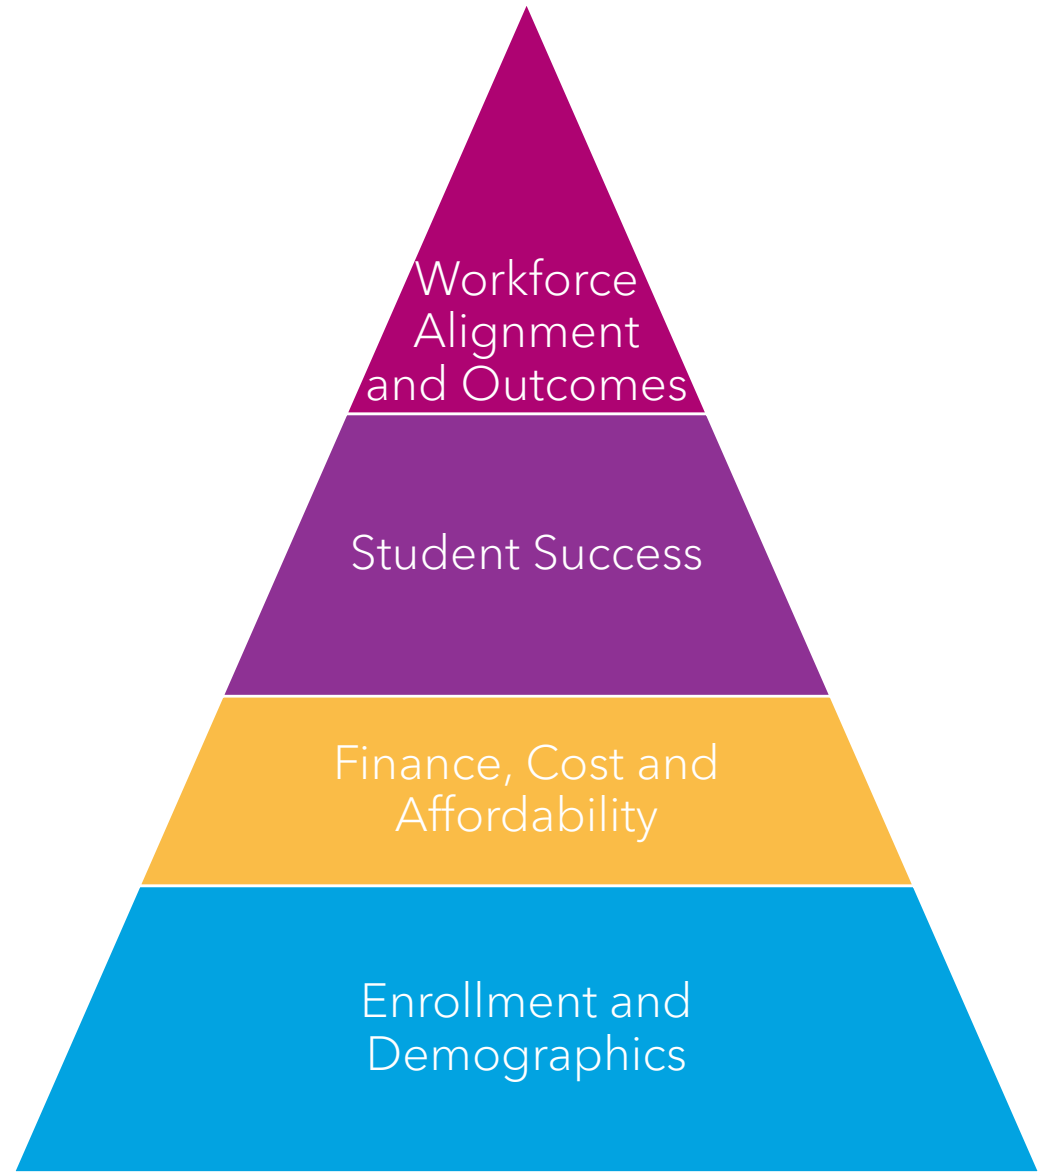 Workforce
Alignment
and Outcomes
Student Success
Finance, Cost and
Affordability
Enrollment and
Demographics